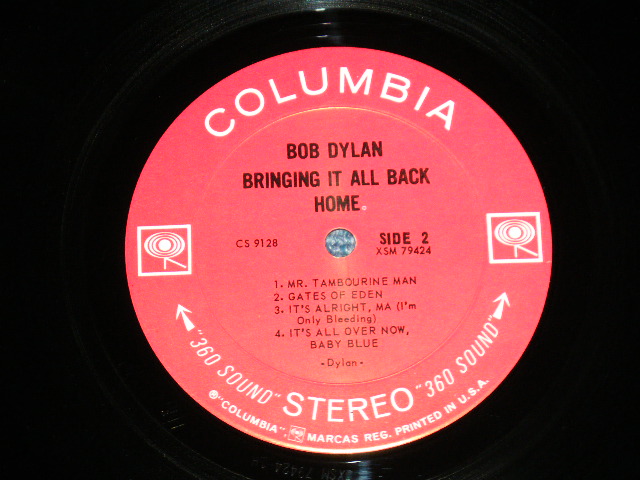 COLUMBIA
BOB DYLAN
BRINGING IT ALL BACK
HOME
CS 9128
SIDE 2
XSM 79424
1. MR. TAMBOURINE MAN
2. GATES OF EDEN
3. IT'S ALRIGHT, MA (I'm
Only Bleeding)
4. IT'S ALL OVER NOW,
BABY BLUE
-Dylan-
"360 SOUND" STEREO "360 SOUND"
®"COLUMBIA", MARCAS REG. PRINTED IN U.S.A.